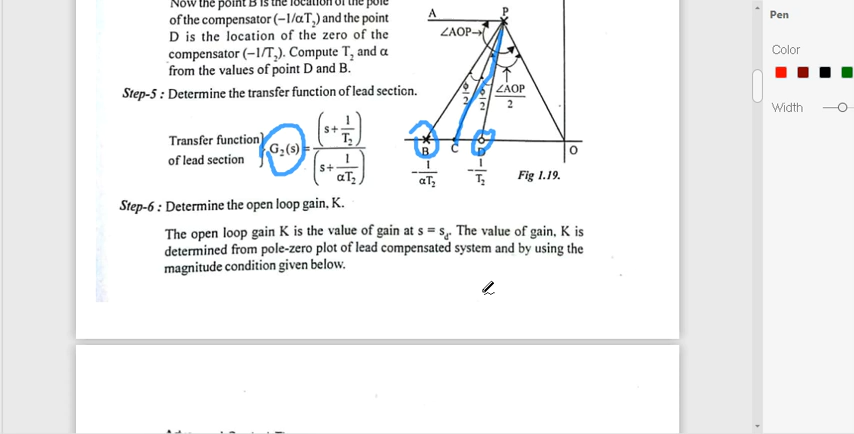 Now the point B is the location of the pole
of the compensator (−1/αT₂) and the point
D is the location of the zero of the
compensator (−1/T₂). Compute T₂ and α
from the values of point D and B.
Step-5 : Determine the transfer function of lead section.
Transfer function
of lead section
G₂(s) =
(s + 1/T₂)
(s + 1/αT₂)
A
P
∠AOP
ϕ/2
ϕ/2
∠AOP
2
B
C
D
O
−1/αT₂
−1/T₂
Fig 1.19.
Step-6 : Determine the open loop gain, K.
The open loop gain K is the value of gain at s = s_d. The value of gain, K is
determined from pole-zero plot of lead compensated system and by using the
magnitude condition given below.
Pen
Color
Width